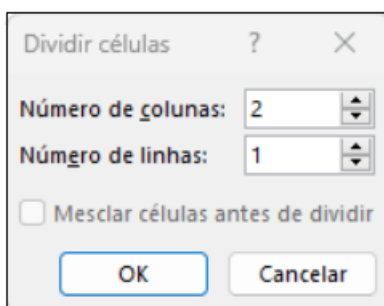 Dividir células ? ×
Número de colunas: 2
Número de linhas: 1
Mesclar células antes de dividir
OK Cancelar